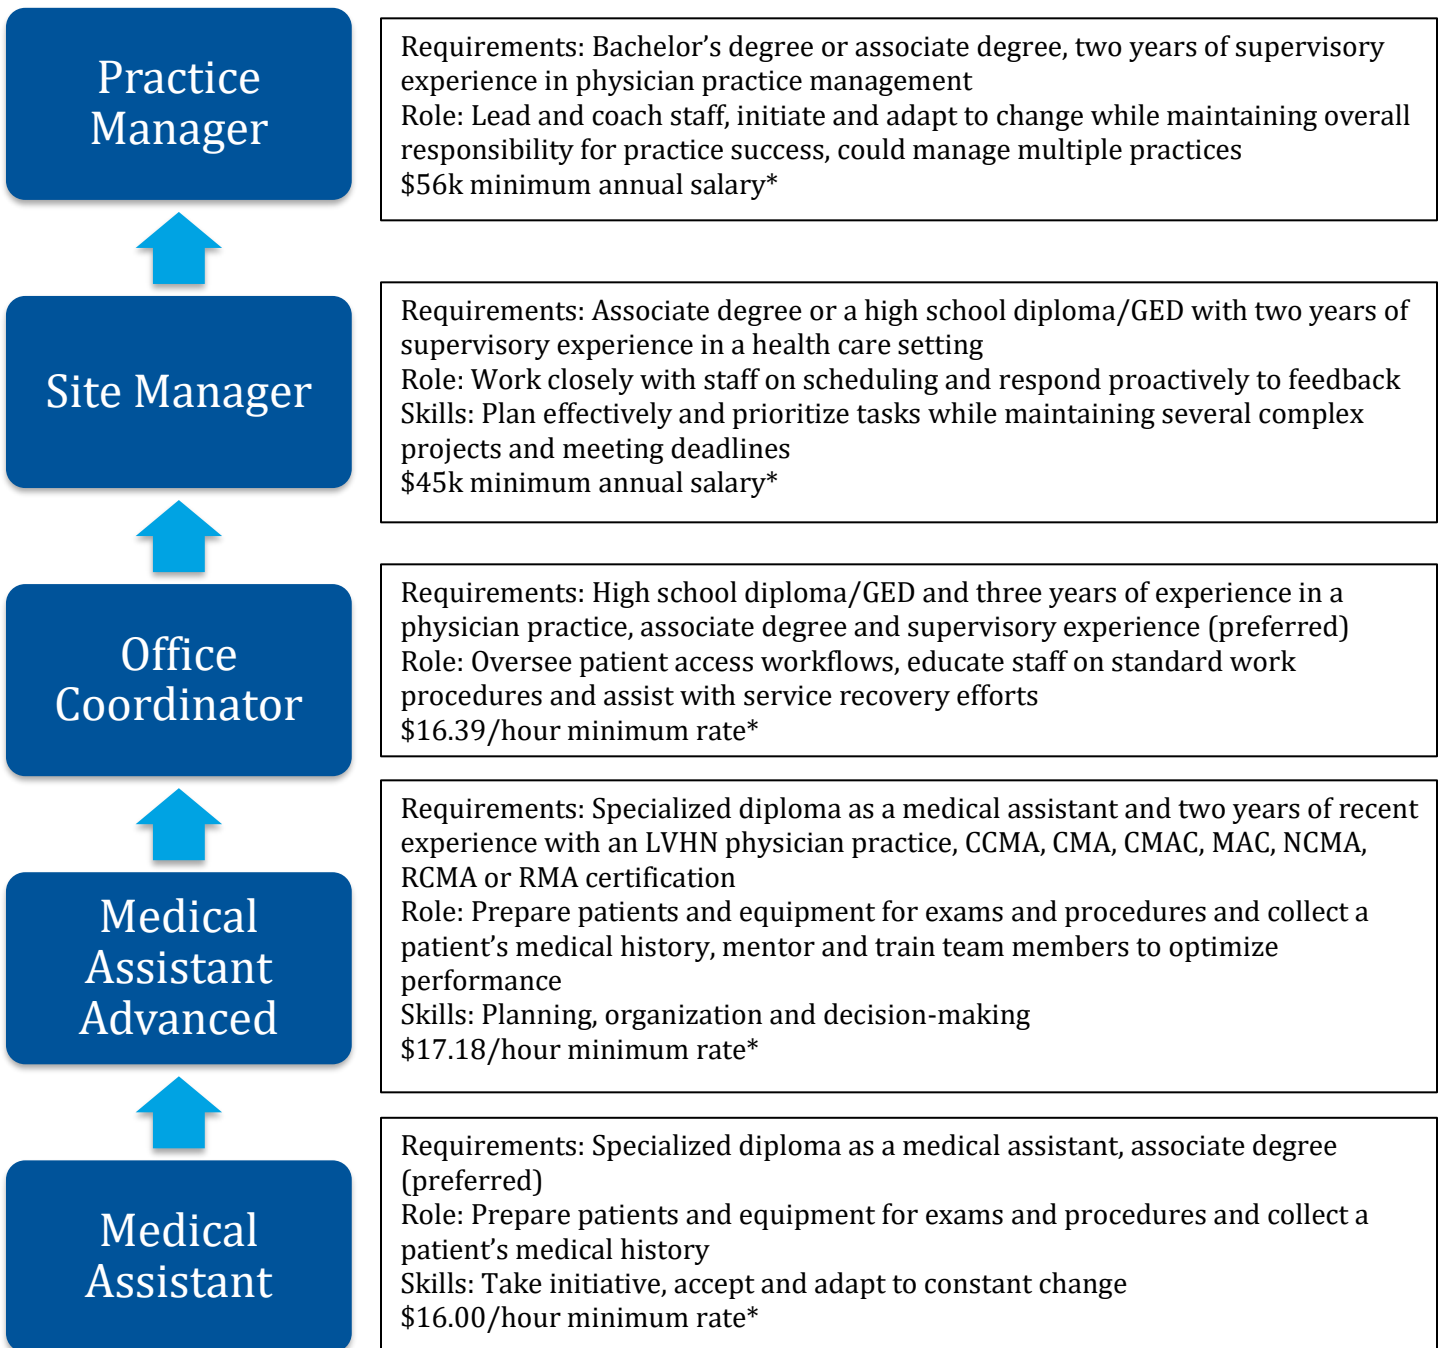 Practice
Manager
Requirements: Bachelor’s degree or associate degree, two years of supervisory
experience in physician practice management
Role: Lead and coach staff, initiate and adapt to change while maintaining overall
responsibility for practice success, could manage multiple practices
$56k minimum annual salary*
Site Manager
Requirements: Associate degree or a high school diploma/GED with two years of
supervisory experience in a health care setting
Role: Work closely with staff on scheduling and respond proactively to feedback
Skills: Plan effectively and prioritize tasks while maintaining several complex
projects and meeting deadlines
$45k minimum annual salary*
Office
Coordinator
Requirements: High school diploma/GED and three years of experience in a
physician practice, associate degree and supervisory experience (preferred)
Role: Oversee patient access workflows, educate staff on standard work
procedures and assist with service recovery efforts
$16.39/hour minimum rate*
Medical
Assistant
Advanced
Requirements: Specialized diploma as a medical assistant and two years of recent
experience with an LVHN physician practice, CCMA, CMA, CMAC, MAC, NCMA,
RCMA or RMA certification
Role: Prepare patients and equipment for exams and procedures and collect a
patient’s medical history, mentor and train team members to optimize
performance
Skills: Planning, organization and decision-making
$17.18/hour minimum rate*
Medical
Assistant
Requirements: Specialized diploma as a medical assistant, associate degree
(preferred)
Role: Prepare patients and equipment for exams and procedures and collect a
patient’s medical history
Skills: Take initiative, accept and adapt to constant change
$16.00/hour minimum rate*